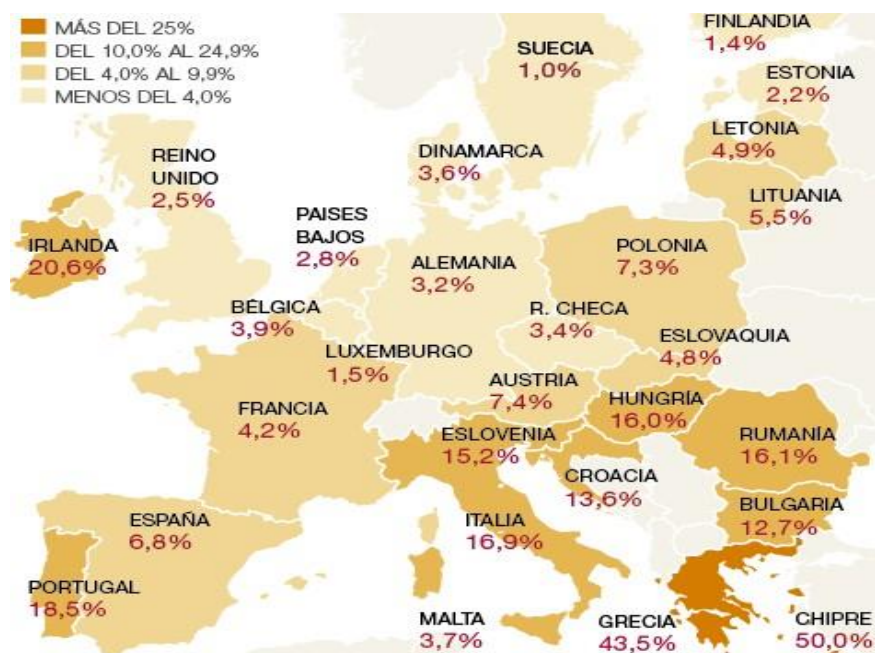 MÁS DEL 25%
DEL 10,0% AL 24,9%
DEL 4,0% AL 9,9%
MENOS DEL 4,0%
FINLANDIA
1,4%
SUECIA
1,0%
ESTONIA
2,2%
LETONIA
4,9%
LITUANIA
5,5%
DINAMARCA
3,6%
REINO
UNIDO
2,5%
IRLANDA
20,6%
PAISES
BAJOS
2,8%
ALEMANIA
3,2%
POLONIA
7,3%
BÉLGICA
3,9%
R. CHECA
3,4%
LUXEMBURGO
1,5%
ESLOVAQUIA
4,8%
AUSTRIA
7,4%
HUNGRÍA
16,0%
FRANCIA
4,2%
ESLOVENIA
15,2%
RUMANÍA
16,1%
CROACIA
13,6%
BULGARIA
12,7%
ESPAÑA
6,8%
ITALIA
16,9%
PORTUGAL
18,5%
MALTA
3,7%
GRECIA
43,5%
CHIPRE
50,0%